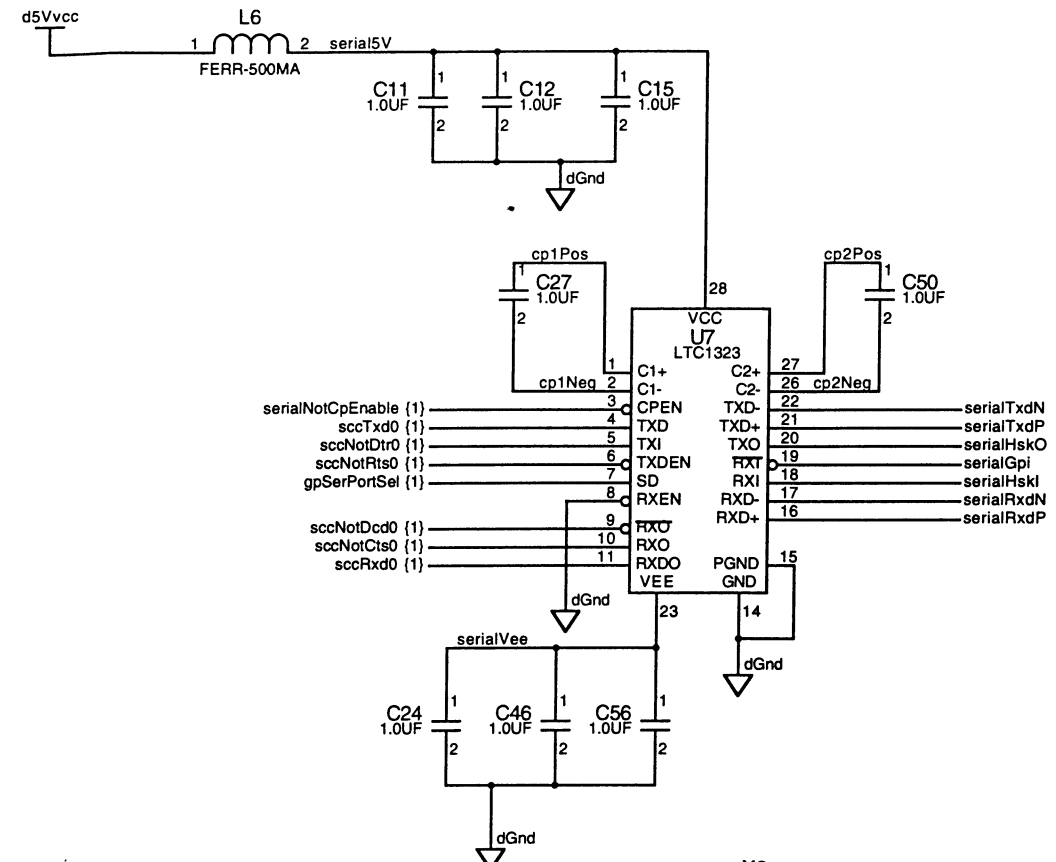 d5Vvcc
L6
1 2 serial5V
FERR-500MA
1 1 1
C11 C12 C15
1.0UF 1.0UF 1.0UF
2 2 2
dGnd
cp1Pos cp2Pos
1 1
C27 28 C50
1.0UF 1.0UF
2 VCC 2
U7
LTC1323
1 C1+ C2+ 27
cp1Neg 2 C1- C2- 26 cp2Neg
serialNotCpEnable {1} 3 CPEN TXD- 22 serialTxdN
sccTxd0 {1} 4 TXD TXD+ 21 serialTxdP
sccNotDtr0 {1} 5 TXI TXO 20 serialHskO
sccNotRts0 {1} 6 TXDEN RXI 19 serialGpi
gpSerPortSel {1} 7 SD RXI 18 serialHskI
8 RXEN RXD- 17 serialRxdN
RXD+ 16 serialRxdP
sccNotDcd0 {1} 9 RXO
sccNotCts0 {1} 10 RXO
sccRxd0 {1} 11 RXDO PGND 15
VEE GND
dGnd 23 14
serialVee
dGnd
1 1 1
C24 C46 C56
1.0UF 1.0UF 1.0UF
2 2 2
dGnd